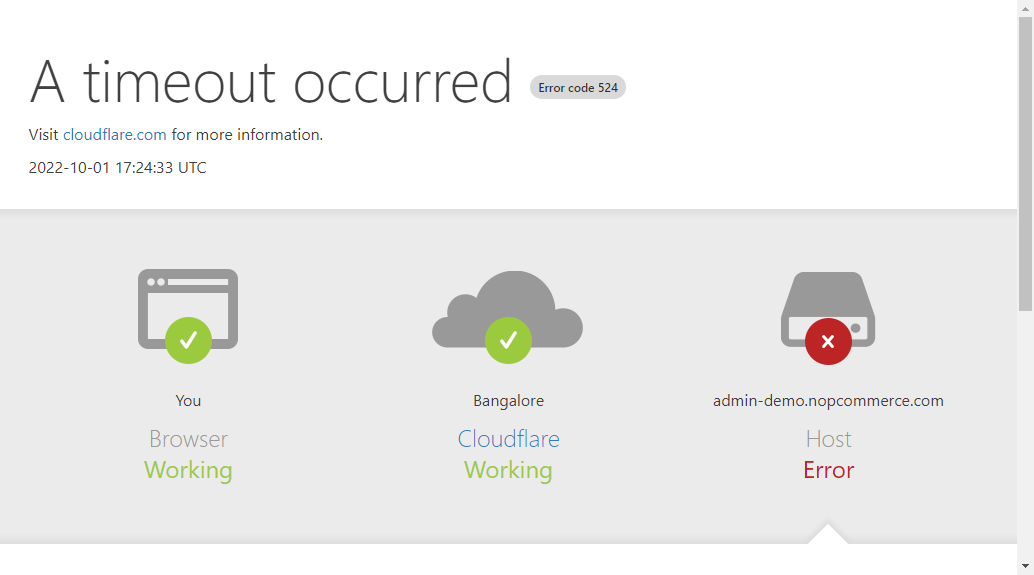 A timeout occurred Error code 524
Visit cloudflare.com for more information.
2022-10-01 17:24:33 UTC
You
Browser
Working
Bangalore
Cloudflare
Working
admin-demo.nopcommerce.com
Host
Error